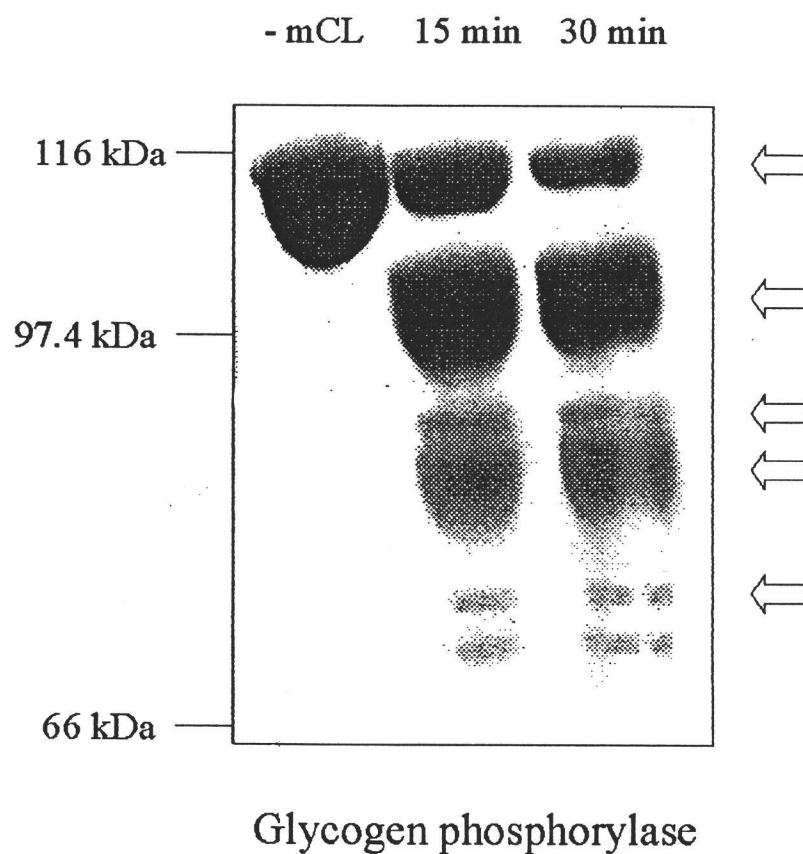 - mCL 15 min 30 min
116 kDa
97.4 kDa
66 kDa
Glycogen phosphorylase